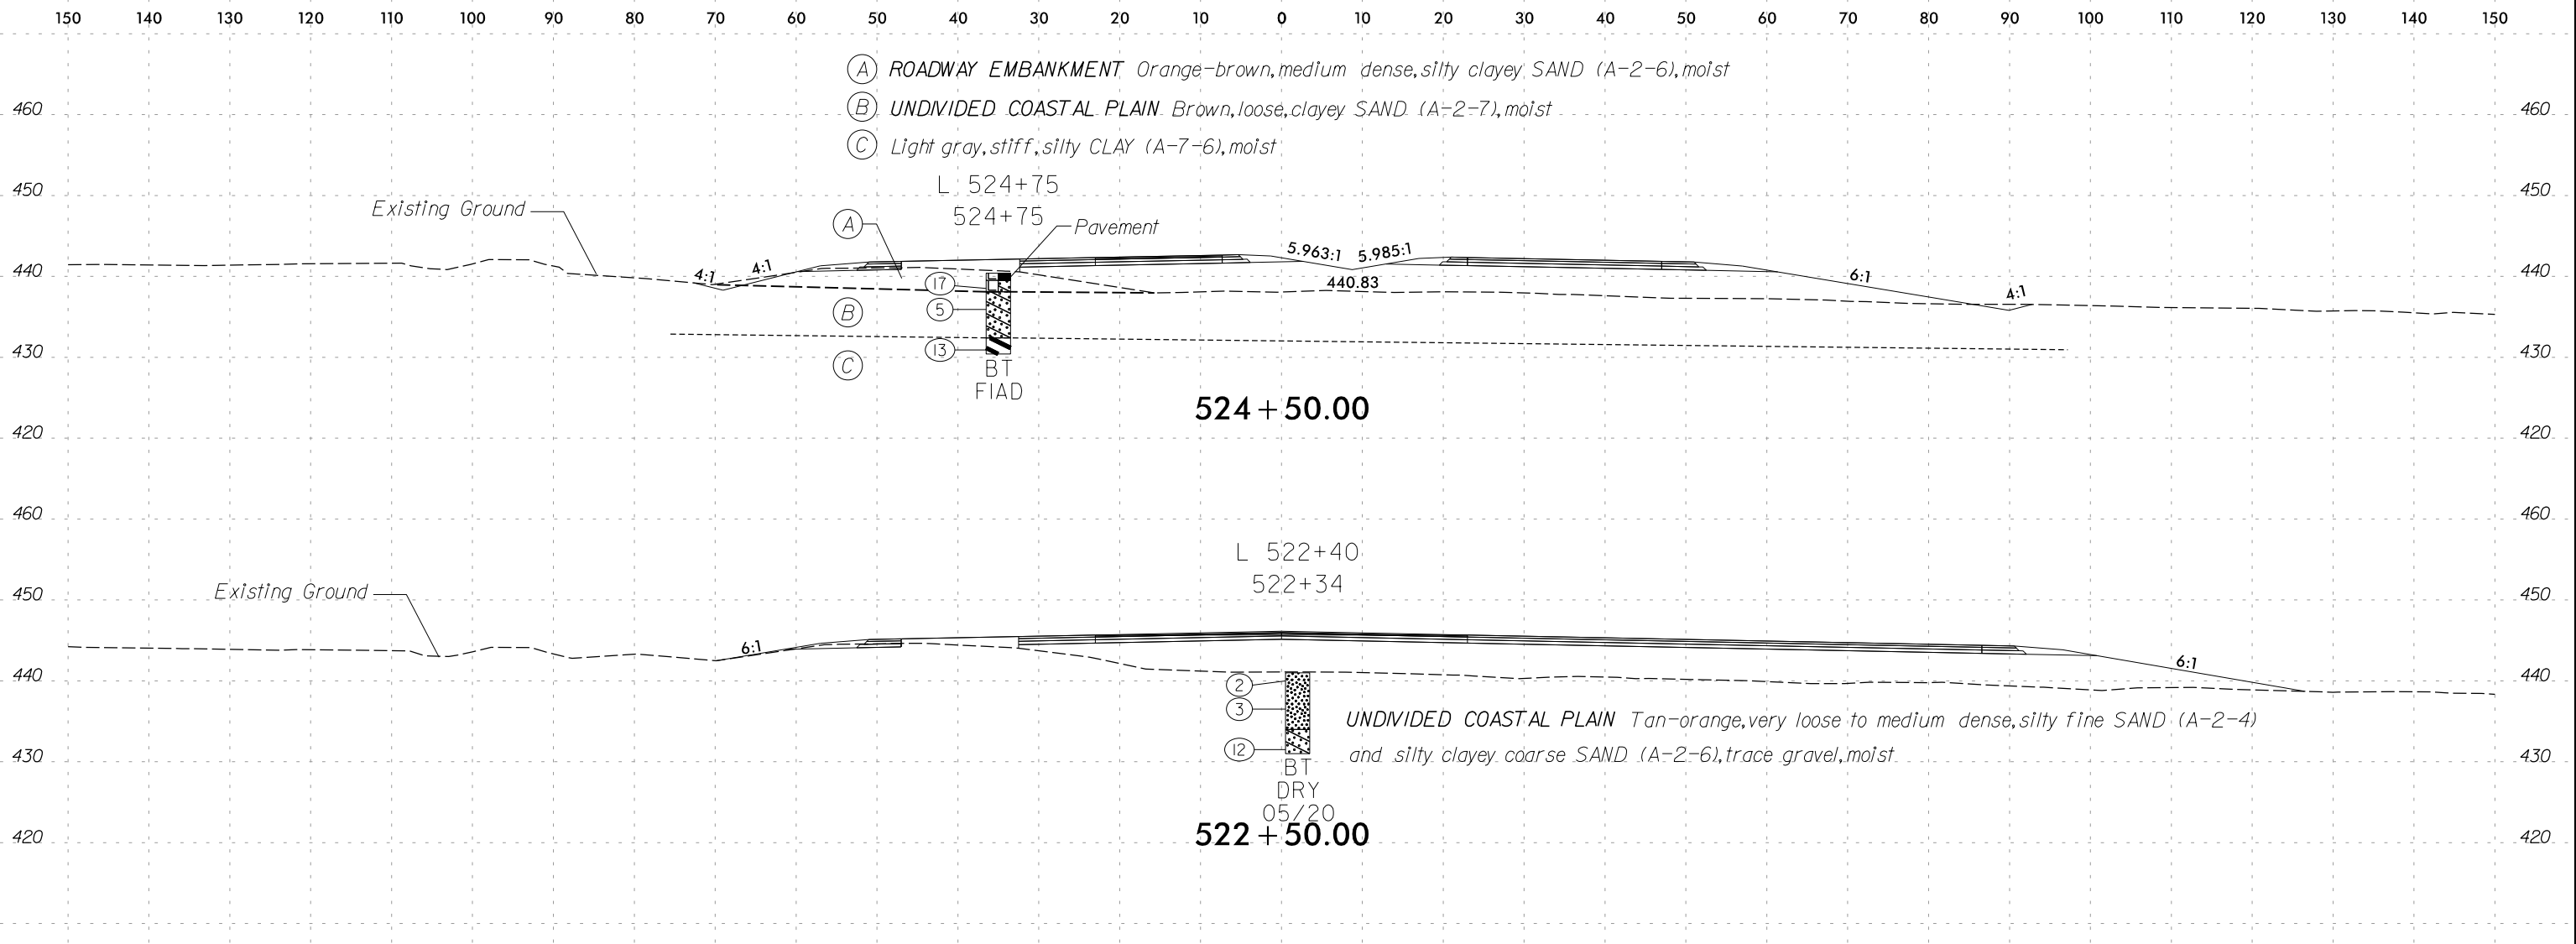 150 140 130 120 110 100 90 80 70 60 50 40 30 20 10 0 10 20 30 40 50 60 70 80 90 100 110 120 130 140 150
A ROADWAY EMBANKMENT Orange-brown, medium dense, silty clayey SAND (A-2-6), moist
460 B UNDIVIDED COASTAL PLAIN Brown, loose, clayey SAND (A-2-7), moist 460
C Light gray, stiff, silty CLAY (A-7-6), moist
450 L 524+75 450
Existing Ground 524+75
A Pavement
5.963:1 5.985:1
440 4:1 4:1 6:1 440
17 440.83 4:1
B 5
430 13 430
C BT
FIAD
524+50.00
420 420
460 460
L 522+40
522+34
450 Existing Ground 450
6:1 6:1
440 440
2
3 UNDIVIDED COASTAL PLAIN Tan-orange, very loose to medium dense, silty fine SAND (A-2-4)
430 12 and silty clayey coarse SAND (A-2-6), trace gravel, moist 430
BT
DRY
05/20
420 522+50.00 420